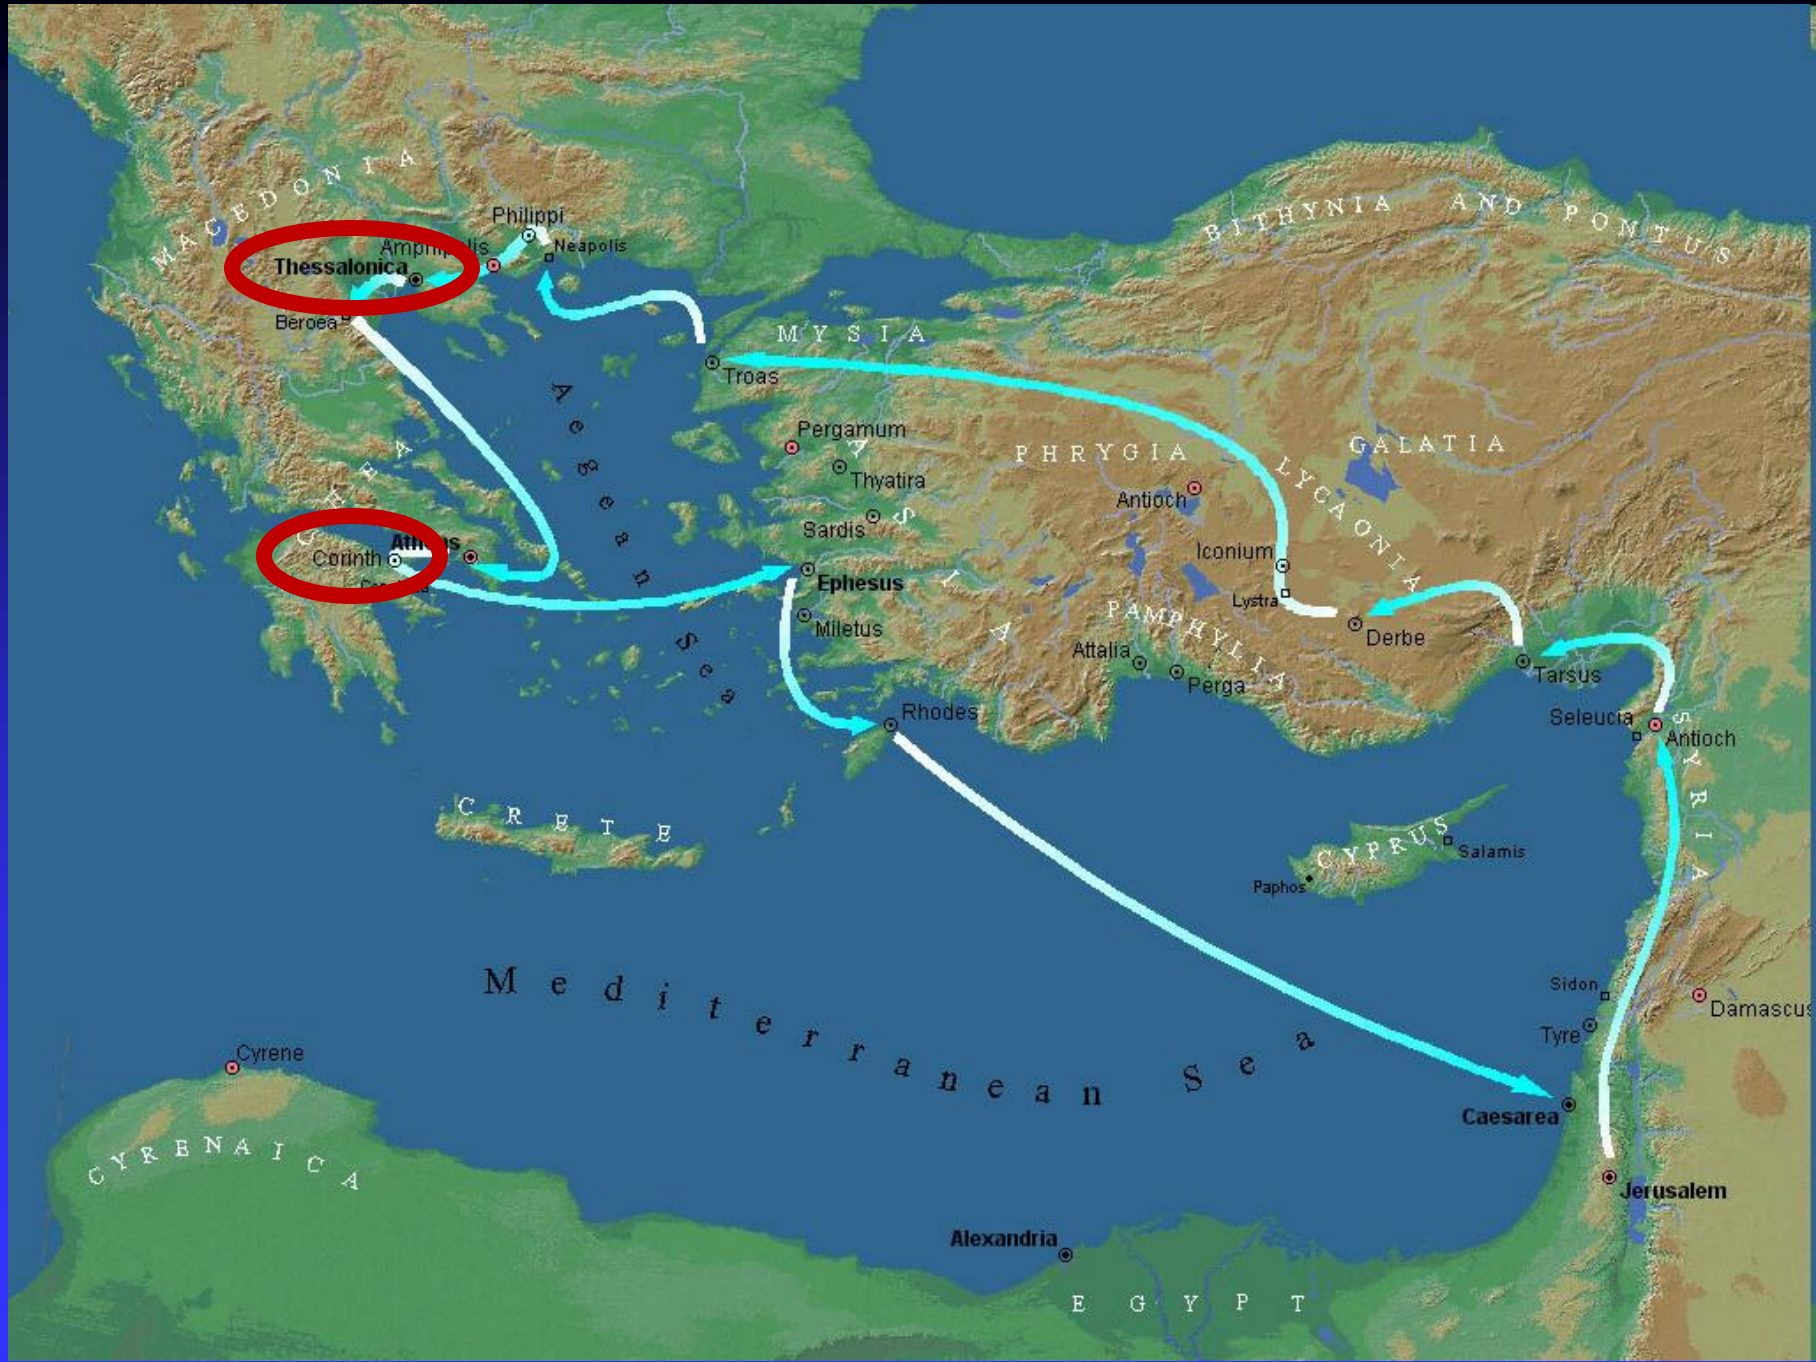 MACEDONIA
BITHYNIA AND PONTUS
Philippi
Neapolis
Amphipolis
Thessalonica
Beroea
MYSIA
Troas
Aegean Sea
Pergamum
Thyatira
Sardis
ASIA
PHRYGIA
GALATIA
LYCAONIA
Antioch
Iconium
Lystra
Derbe
ACHEA
Corinth
Athens
Ephesus
Miletus
PAMPHYLLIA
Attalia
Perga
Tarsus
Rhodes
Seleucia
Antioch
SYRIA
CRETE
CYPRUS
Salamis
Paphos
Mediterranean Sea
Sidon
Tyre
Damascus
Cyrene
CYRENAICA
Caesarea
Jerusalem
Alexandria
EGYPT